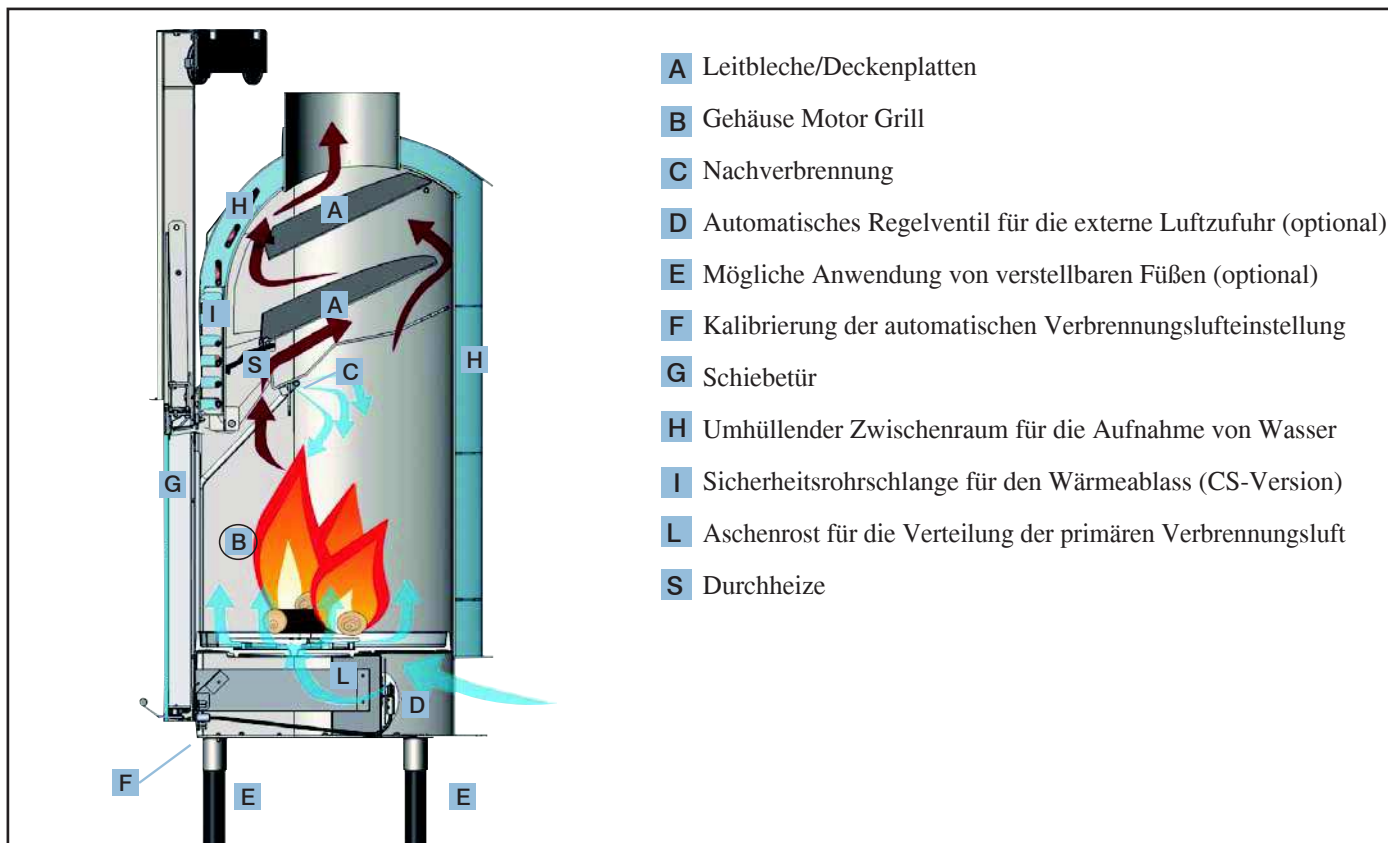 A Leitbleche/Deckenplatten
B Gehäuse Motor Grill
C Nachverbrennung
D Automatisches Regelventil für die externe Luftzufuhr (optional)
E Mögliche Anwendung von verstellbaren Füßen (optional)
F Kalibrierung der automatischen Verbrennungslufteinstellung
G Schiebetür
H Umhüllender Zwischenraum für die Aufnahme von Wasser
I Sicherheitsrohrschlange für den Wärmeablass (CS-Version)
L Aschenrost für die Verteilung der primären Verbrennungsluft
S Durchheize
H
A
I
A
S
C
H
G
B
L
D
F
E
E